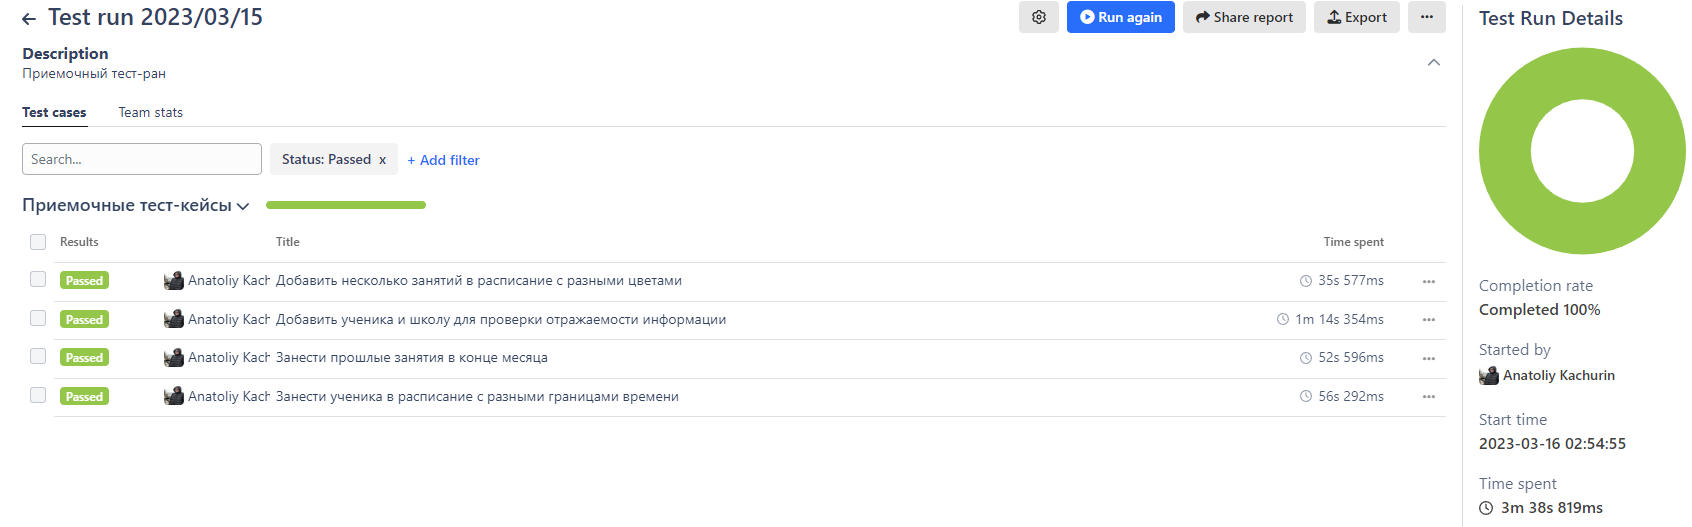 Test run 2023/03/15
Run again
Share report
Export
Description
Приемочный тест-ран
Test cases
Team stats
Search...
Status: Passed x
+ Add filter
Приемочные тест-кейсы
Results Title Time spent
Passed Anatoliy Kach Добавить несколько занятий в расписание с разными цветами 35s 577ms
Passed Anatoliy Kach Добавить ученика и школу для проверки отражаемости информации 1m 14s 354ms
Passed Anatoliy Kach Занести прошлые занятия в конце месяца 52s 596ms
Passed Anatoliy Kach Занести ученика в расписание с разными границами времени 56s 292ms
Test Run Details
Completion rate
Completed 100%
Started by
Anatoliy Kachurin
Start time
2023-03-16 02:54:55
Time spent
3m 38s 819ms